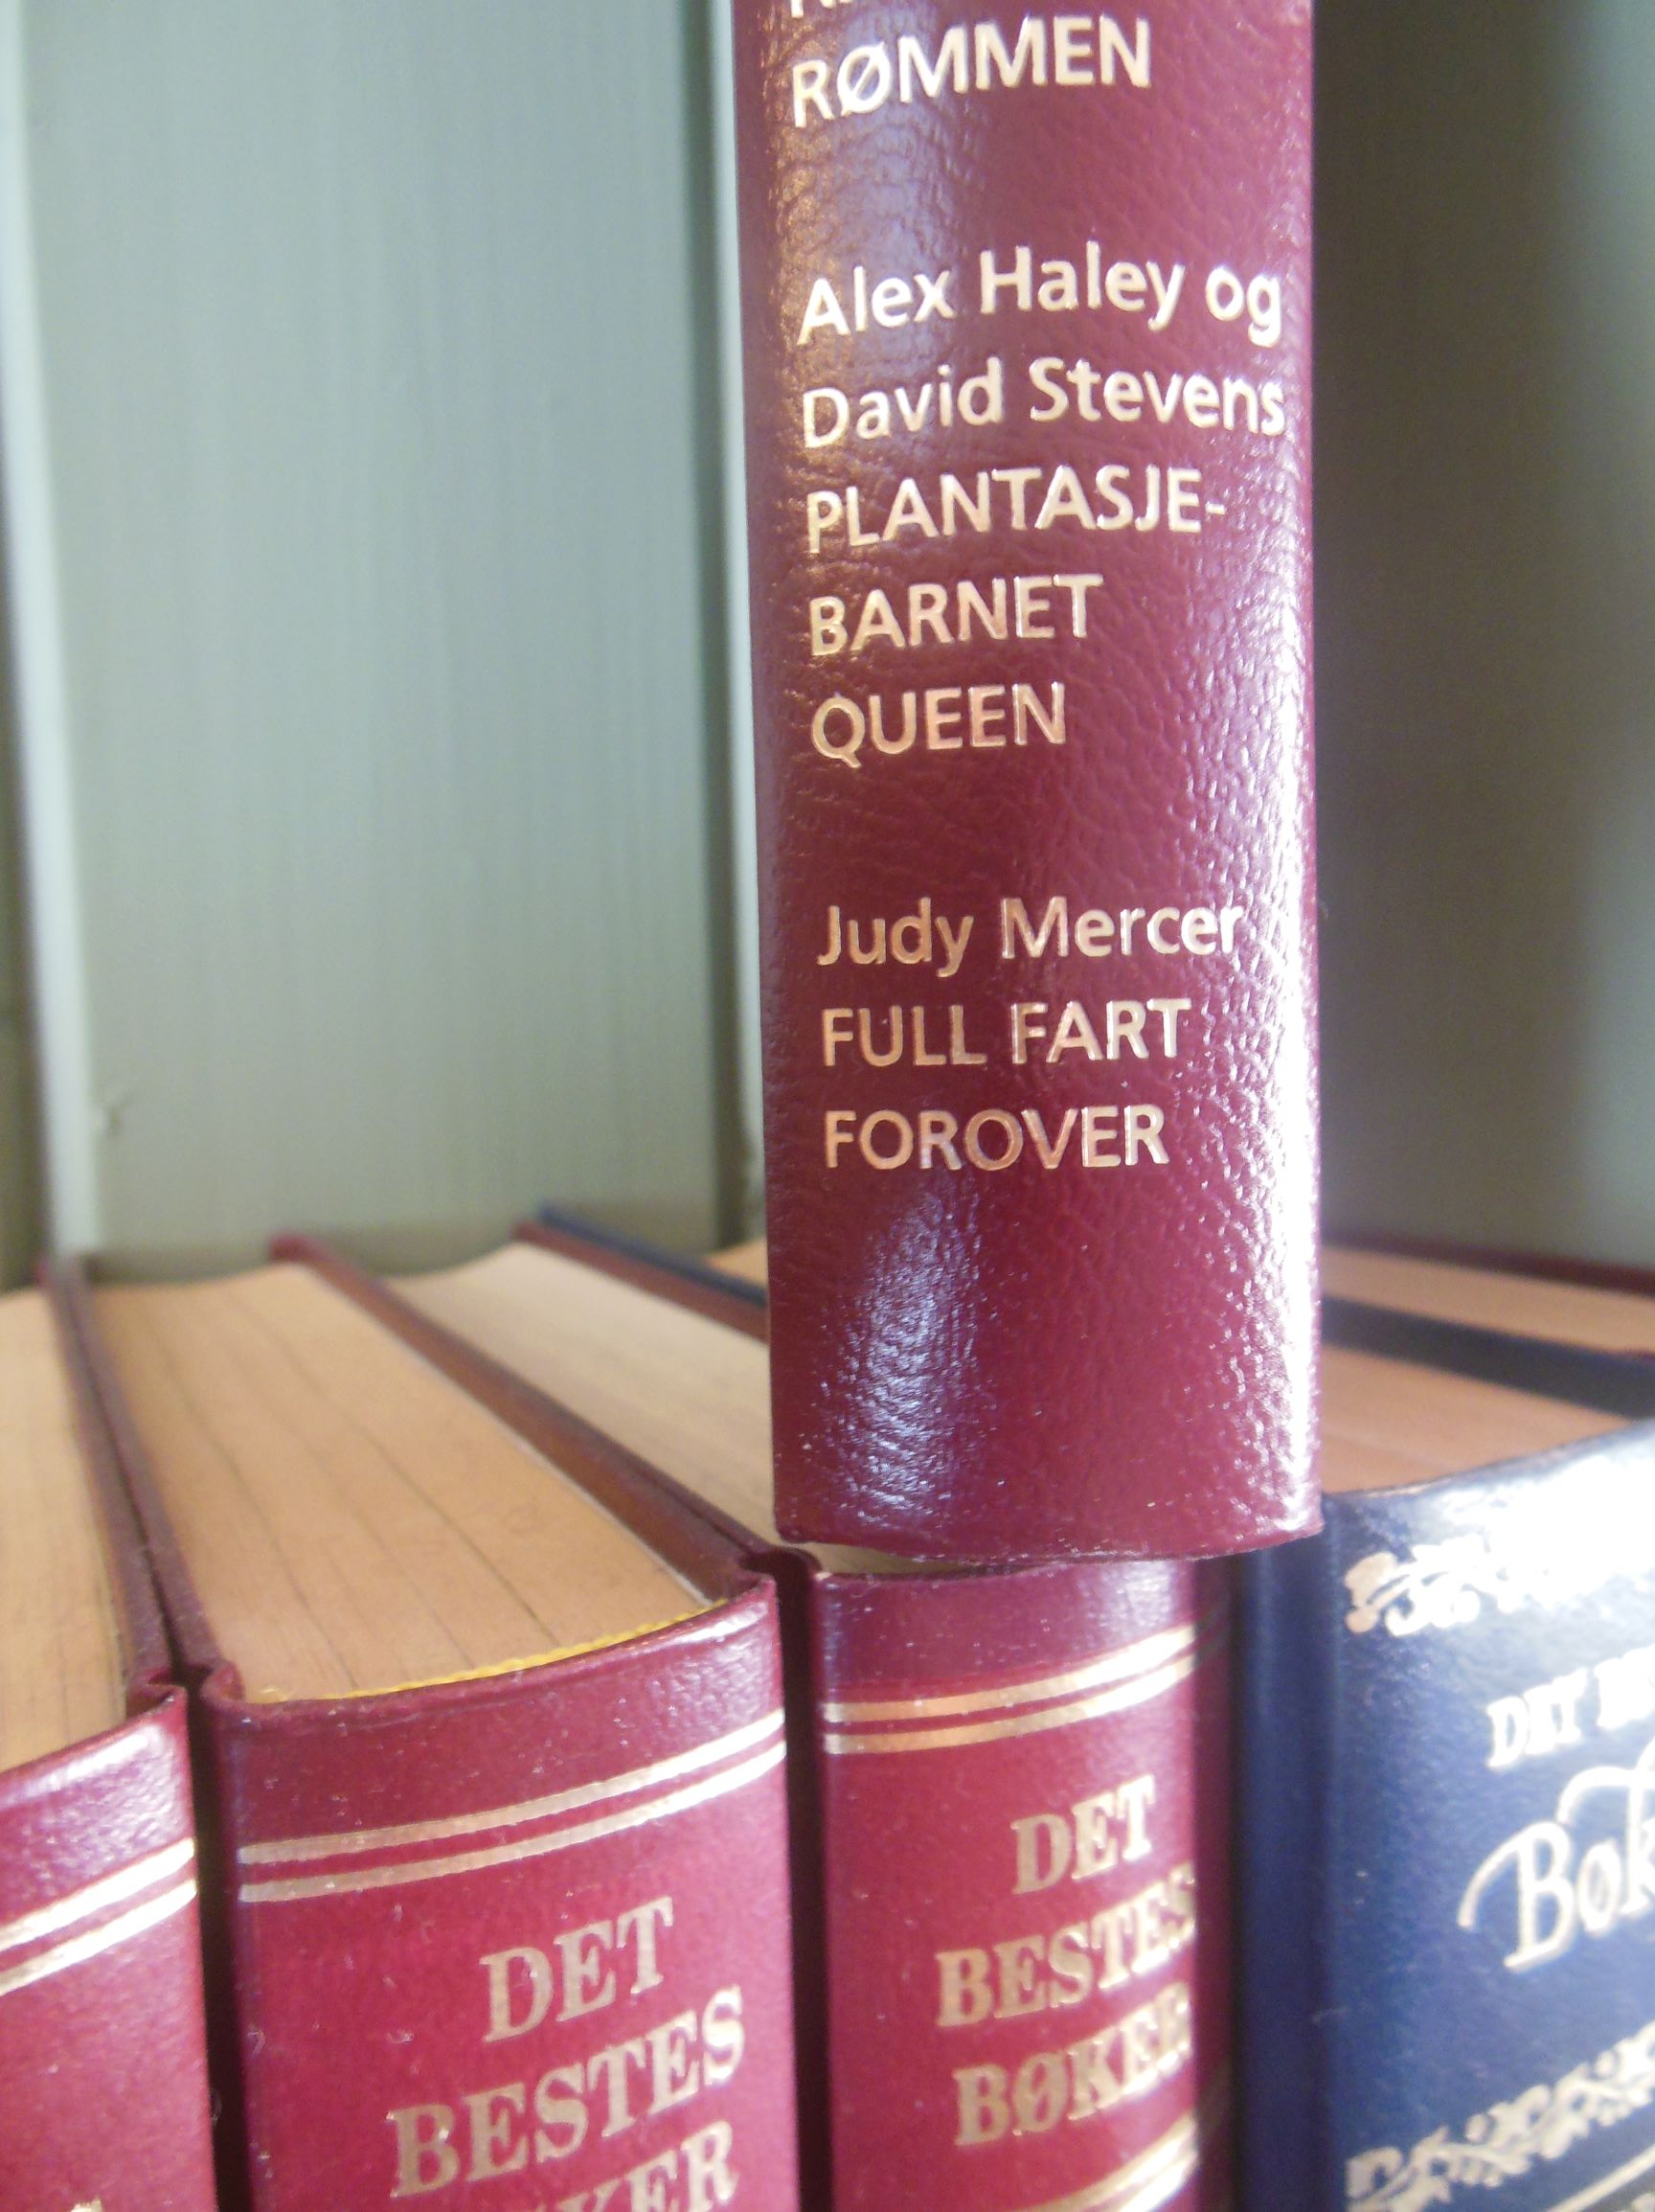 RØMMEN
Alex Haley og
David Stevens
PLANTASJE-
BARNET
QUEEN
Judy Mercer
FULL FART
FOROVER
DET
BESTES
DET
BESTES
BØKER
DET